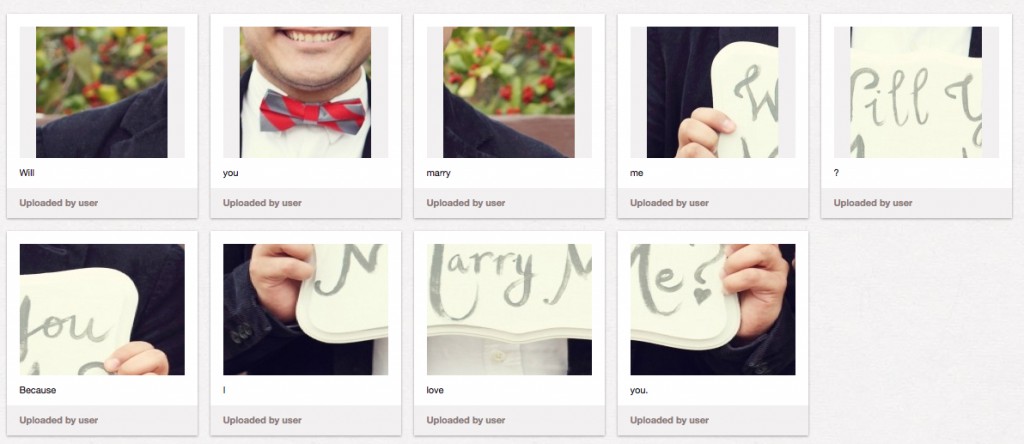 W ill Y
Will
you
marry
me
?
Uploaded by user
Uploaded by user
Uploaded by user
Uploaded by user
Uploaded by user
You M arry M e?
Because
I
love
you.
Uploaded by user
Uploaded by user
Uploaded by user
Uploaded by user